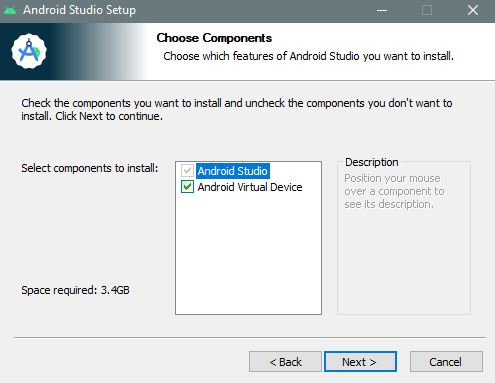 Android Studio Setup
Choose Components
Choose which features of Android Studio you want to install.
Check the components you want to install and uncheck the components you don't want to
install. Click Next to continue.
Select components to install:
Android Studio
Android Virtual Device
Description
Position your mouse
over a component to
see its description.
Space required: 3.4GB
< Back
Next >
Cancel